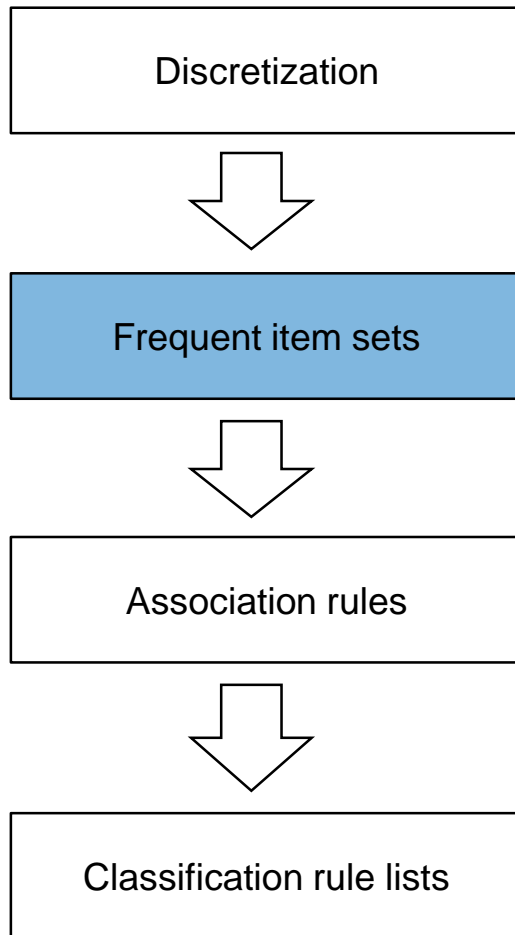 Discretization
Frequent item sets
Association rules
Classification rule lists